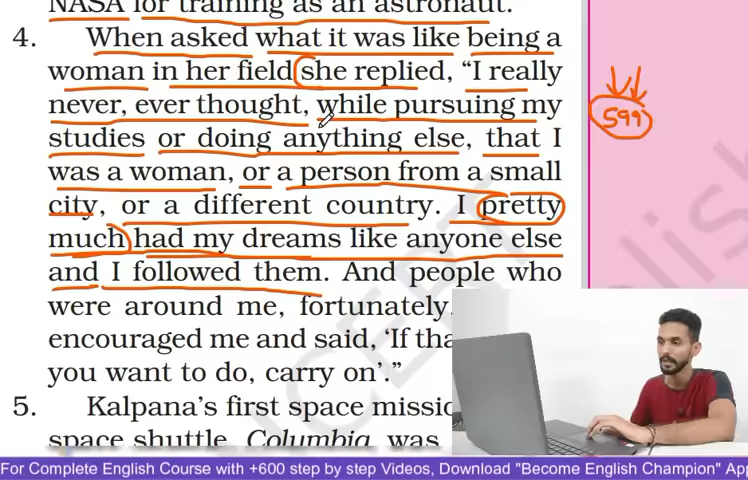 NASA for training as an astronaut.
4. When asked what it was like being a
woman in her field she replied, “I really
never, ever thought, while pursuing my
studies or doing anything else, that I
was a woman, or a person from a small
city, or a different country. I pretty
much had my dreams like anyone else
and I followed them. And people who
were around me, fortunately,
encouraged me and said, ‘If tha
you want to do, carry on’.”
5. Kalpana’s first space missio
space shuttle, Columbia, was
599
For Complete English Course with +600 step by step Videos, Download "Become English Champion" Ap